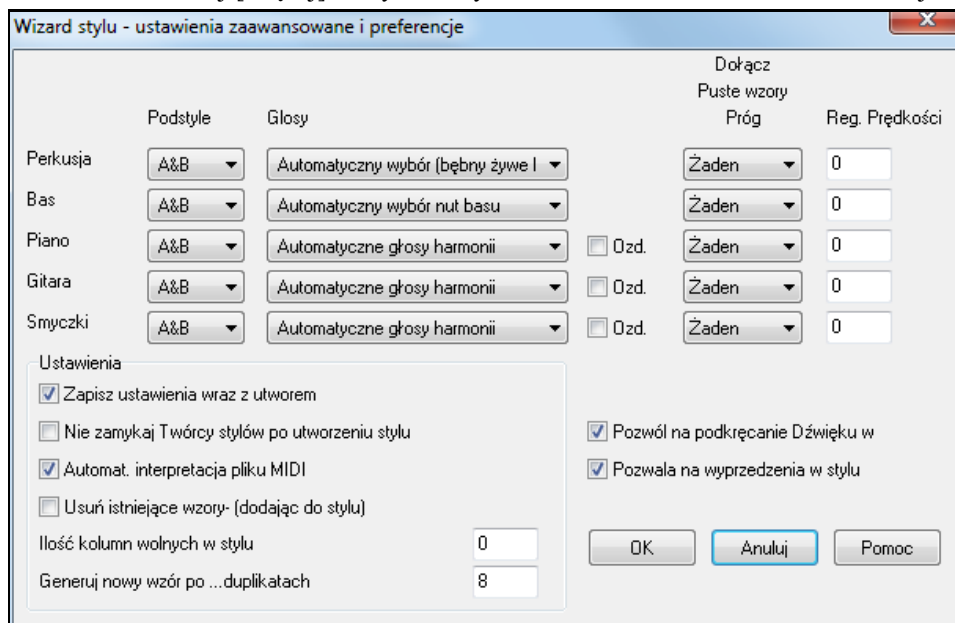 Wizard stylu - ustawienia zaawansowane i preferencje
Dołącz
Puste wzory
Podstyle Głosy Próg Reg. Prędkości
Perkusja A&B Automatyczny wybór (bębny żywe l Żaden 0
Bas A&B Automatyczny wybór nut basu Żaden 0
Piano A&B Automatyczne głosy harmonii Ozd. Żaden 0
Gitara A&B Automatyczne głosy harmonii Ozd. Żaden 0
Smyczki A&B Automatyczne głosy harmonii Ozd. Żaden 0
Ustawienia
Zapisz ustawienia wraz z utworem
Nie zamykaj Twórcy stylów po utworzeniu stylu Pozwól na podkręcanie Dźwięku w
Automat. interpretacja pliku MIDI Pozwala na wyprzedzenia w stylu
Usuń istniejące wzory- (dodając do stylu)
Ilość kolumn wolnych w stylu 0 OK Anuluj Pomoc
Generuj nowy wzór po ...duplikatach 8